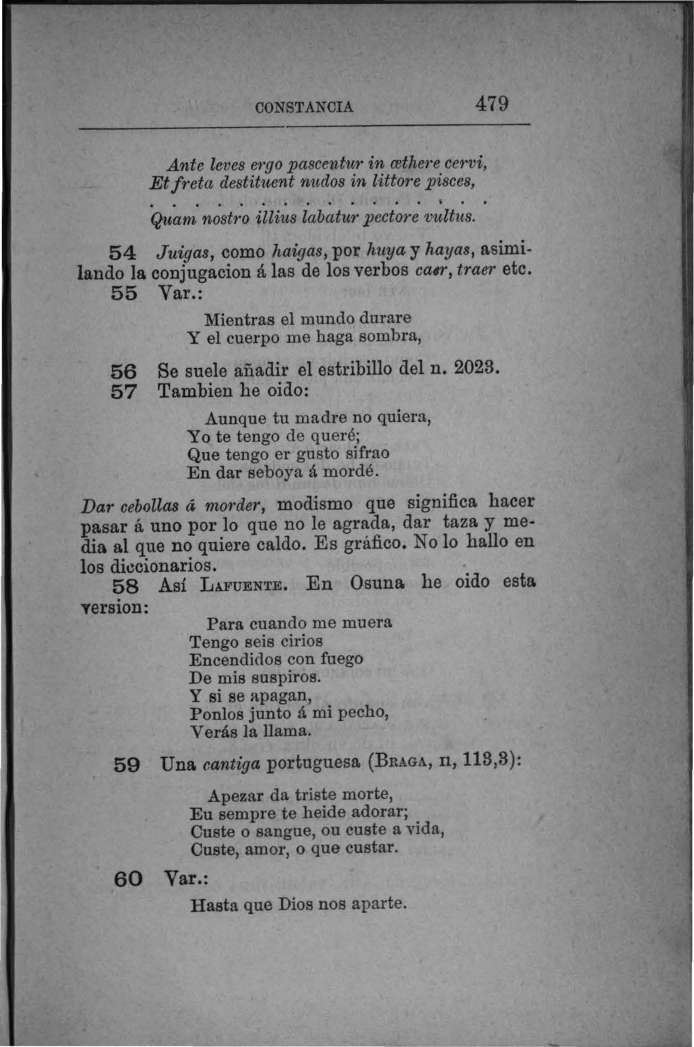 CONSTANCIA 479
Ante leves ergo pascentur in æthere cervi,
Et freta destituent nudos in littore pisces,
. . . . . . . . . . . . . . . . . .
Quam nostro illius labatur pectore vultus.
54 Juigas, como haigas, por huya y hayas, asimi-
lando la conjugacion á las de los verbos caer, traer etc.
55 Var.:
Mientras el mundo durare
Y el cuerpo me haga sombra,
56 Se suele añadir el estribillo del n. 2023.
57 Tambien he oido:
Aunque tu madre no quiera,
Yo te tengo de queré;
Que tengo er gusto sifrao
En dar seboya á mordé.
Dar cebollas á morder, modismo que significa hacer
pasar á uno por lo que no le agrada, dar taza y me-
dia al que no quiere caldo. Es gráfico. No lo hallo en
los diccionarios.
58 Así LAFUENTE. En Osuna he oido esta
version:
Para cuando me muera
Tengo seis cirios
Encendidos con fuego
De mis suspiros.
Y si se apagan,
Ponlos junto á mi pecho,
Verás la llama.
59 Una cantiga portuguesa (BRAGA, II, 113,3):
Apezar da triste morte,
Eu sempre te heide adorar;
Custe o sangue, ou custe a vida,
Custe, amor, o que custar.
60 Var.:
Hasta que Dios nos aparte.